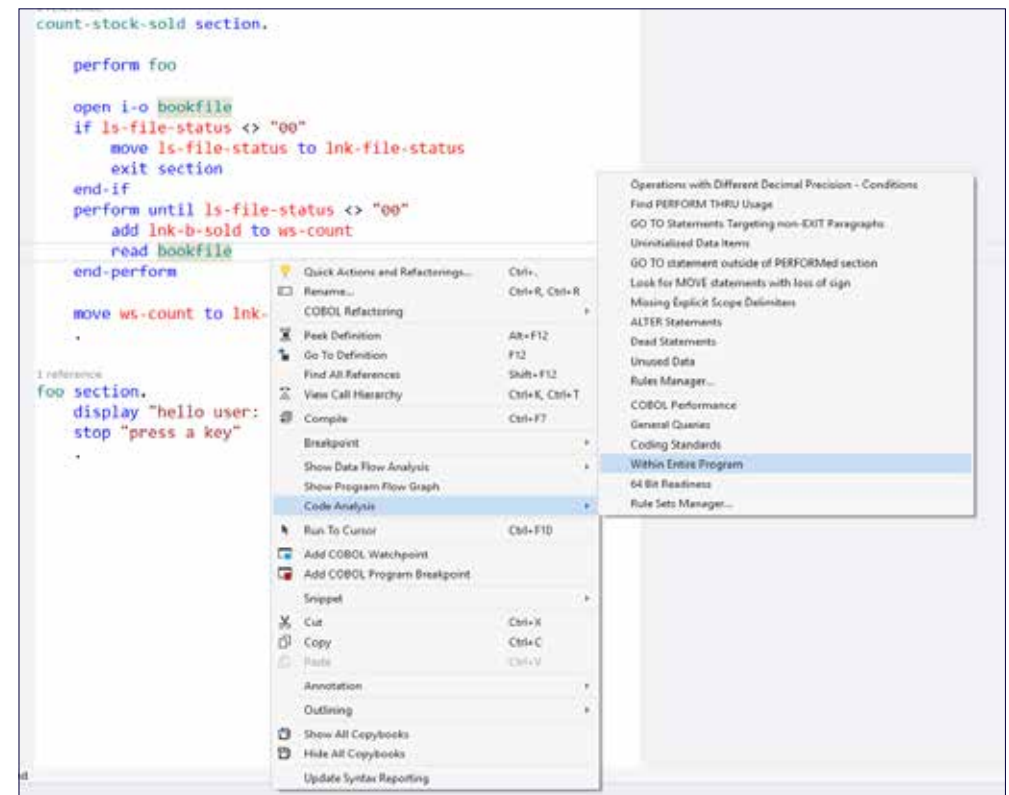 count-stock-sold section.
perform foo
open i-o bookfile
if ls-file-status <> "00"
move ls-file-status to lnk-file-status
exit section
end-if
perform until ls-file-status <> "00"
add lnk-b-sold to ws-count
read bookfile
end-perform
move ws-count to lnk-
.
1 reference
foo section.
display "hello user:
stop "press a key"
.
Quick Actions and Refactorings... Ctrl+.
Rename... Ctrl+R, Ctrl+R
COBOL Refactoring
Peek Definition Alt+F12
Go To Definition F12
Find All References Shift+F12
View Call Hierarchy Ctrl+K, Ctrl+T
Compile Ctrl+F7
Breakpoint
Show Data Flow Analysis
Show Program Flow Graph
Code Analysis
Run To Cursor Ctrl+F10
Add COBOL Watchpoint
Add COBOL Program Breakpoint
Snippet
Cut Ctrl+X
Copy Ctrl+C
Paste Ctrl+V
Annotation
Outlining
Show All Copybooks
Hide All Copybooks
Update Syntax Reporting
Operations with Different Decimal Precision - Conditions
Find PERFORM THRU Usage
GO TO Statements Targeting non-EXIT Paragraphs
Uninitialized Data Items
GO TO statement outside of PERFORMed section
Look for MOVE statements with loss of sign
Missing Explicit Scope Delimiters
ALTER Statements
Dead Statements
Unused Data
Rules Manager...
COBOL Performance
General Queries
Coding Standards
Within Entire Program
64 Bit Readiness
Rule Sets Manager...